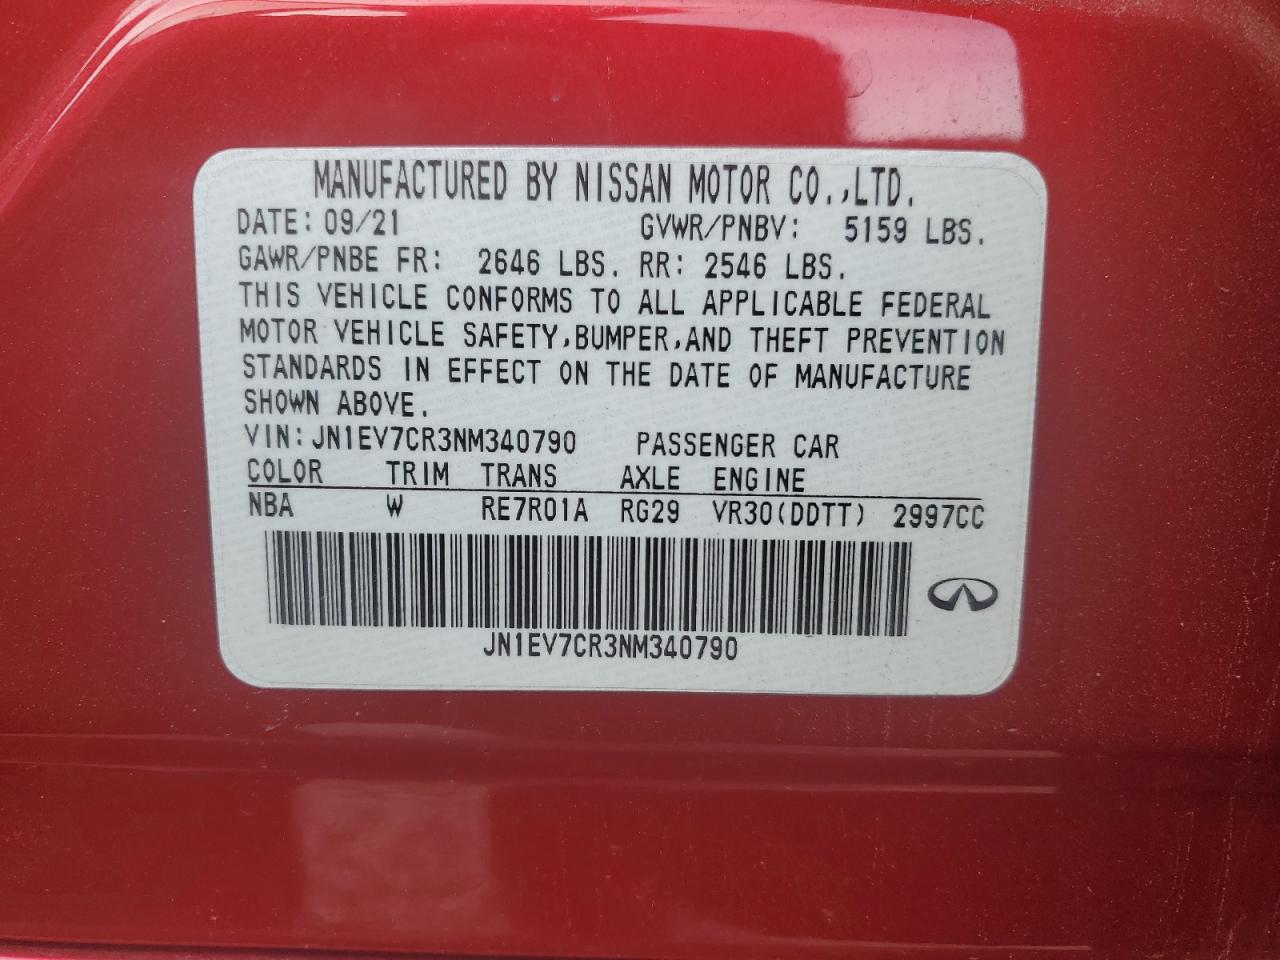 MANUFACTURED BY NISSAN MOTOR CO.,LTD.
DATE: 09/21 GVWR/PNBV: 5159 LBS.
GAWR/PNBE FR: 2646 LBS. RR: 2546 LBS.
THIS VEHICLE CONFORMS TO ALL APPLICABLE FEDERAL
MOTOR VEHICLE SAFETY,BUMPER,AND THEFT PREVENTION
STANDARDS IN EFFECT ON THE DATE OF MANUFACTURE
SHOWN ABOVE.
VIN:JN1EV7CR3NM340790 PASSENGER CAR
COLOR TRIM TRANS AXLE ENGINE
NBA W RE7R01A RG29 VR30(DDTT) 2997CC
JN1EV7CR3NM340790